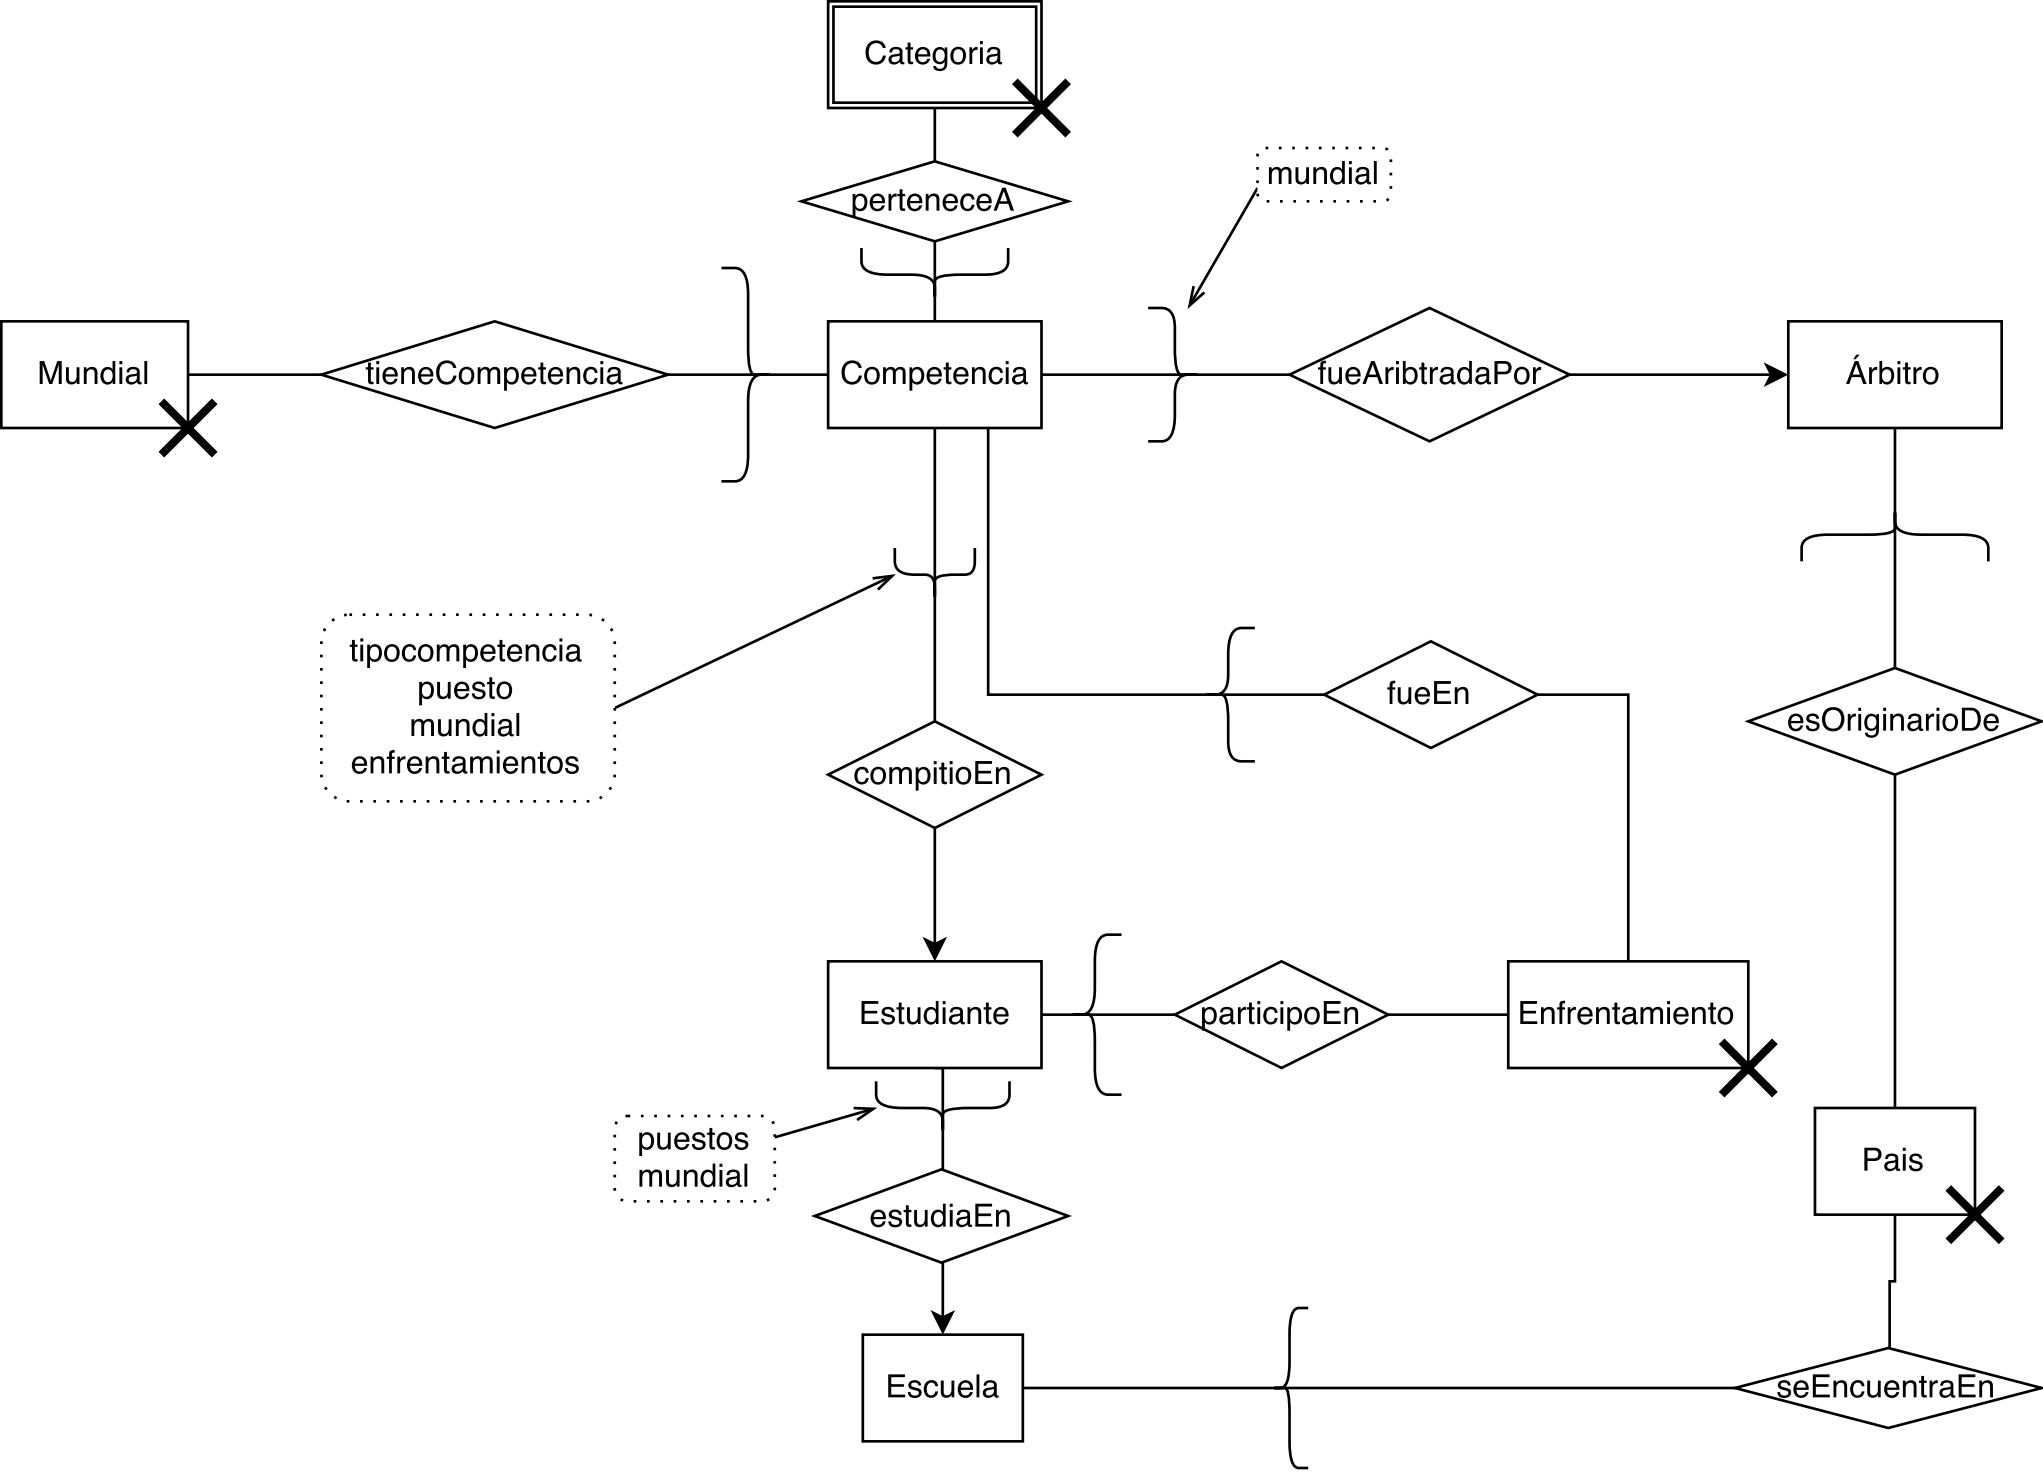 Categoria
perteneceA
mundial
Mundial
tieneCompetencia
Competencia
fueAribtradaPor
Árbitro
tipocompetencia
puesto
mundial
enfrentamientos
compitioEn
fueEn
esOriginarioDe
Estudiante
participoEn
Enfrentamiento
puestos
mundial
Pais
estudiaEn
Escuela
seEncuentraEn